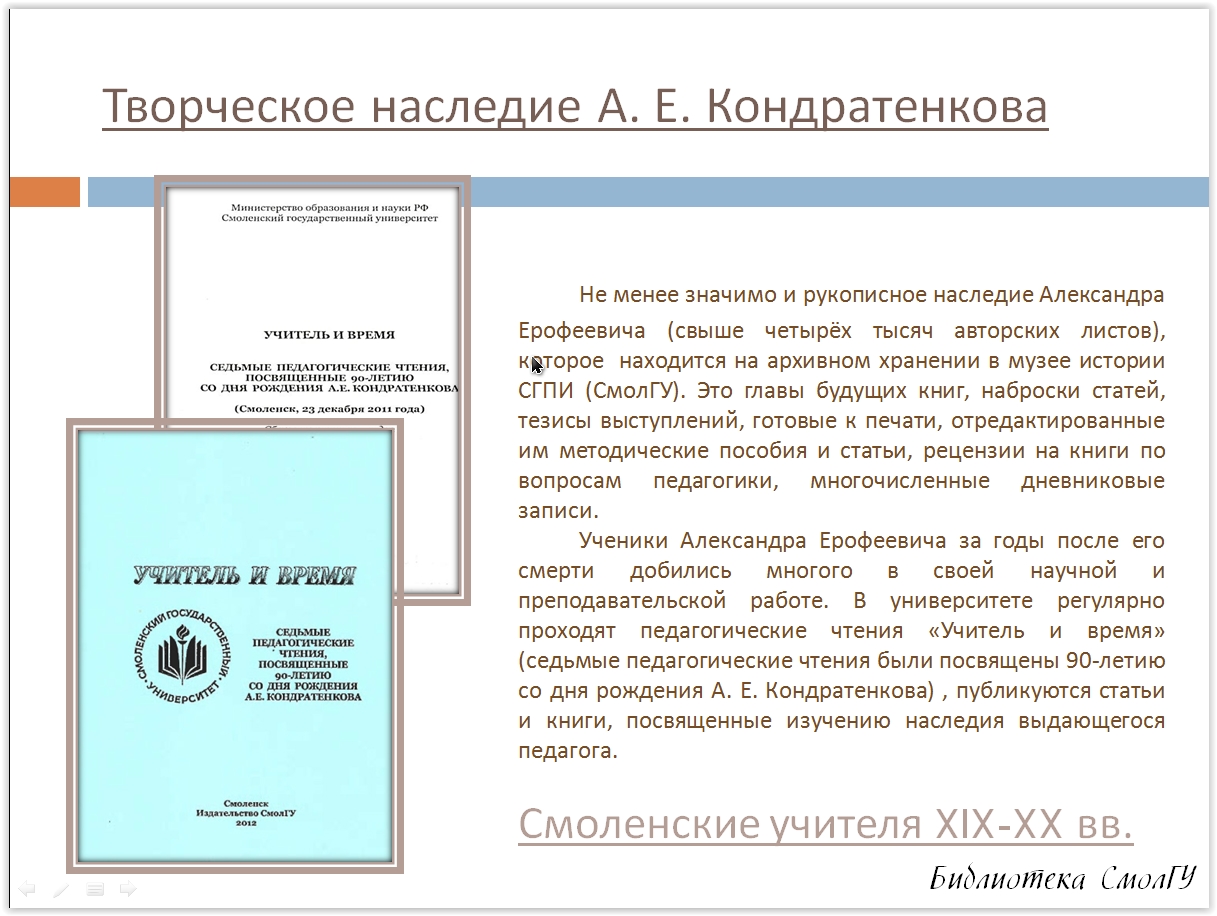 Творческое наследие А. Е. Кондратенкова
Министерство образования и науки РФ
Смоленский государственный университет
УЧИТЕЛЬ И ВРЕМЯ
СЕДЬМЫЕ ПЕДАГОГИЧЕСКИЕ ЧТЕНИЯ,
ПОСВЯЩЕННЫЕ 90-ЛЕТИЮ
СО ДНЯ РОЖДЕНИЯ А.Е. КОНДРАТЕНКОВА
(Смоленск, 23 декабря 2011 года)
УЧИТЕЛЬ И ВРЕМЯ
СМОЛЕНСКИЙ ГОСУДАРСТВЕННЫЙ
УНИВЕРСИТЕТ
СЕДЬМЫЕ
ПЕДАГОГИЧЕСКИЕ
ЧТЕНИЯ,
ПОСВЯЩЕННЫЕ
90-ЛЕТИЮ
СО ДНЯ РОЖДЕНИЯ
А.Е. КОНДРАТЕНКОВА
Смоленск
Издательство СмолГУ
2012
Не менее значимо и рукописное наследие Александра
Ерофеевича (свыше четырёх тысяч авторских листов),
которое находится на архивном хранении в музее истории
СГПИ (СмолГУ). Это главы будущих книг, наброски статей,
тезисы выступлений, готовые к печати, отредактированные
им методические пособия и статьи, рецензии на книги по
вопросам педагогики, многочисленные дневниковые
записи.
Ученики Александра Ерофеевича за годы после его
смерти добились многого в своей научной и
преподавательской работе. В университете регулярно
проходят педагогические чтения «Учитель и время»
(седьмые педагогические чтения были посвящены 90-летию
со дня рождения А. Е. Кондратенкова) , публикуются статьи
и книги, посвященные изучению наследия выдающегося
педагога.
Смоленские учителя XIX-XX вв.
Библиотека СмолГУ